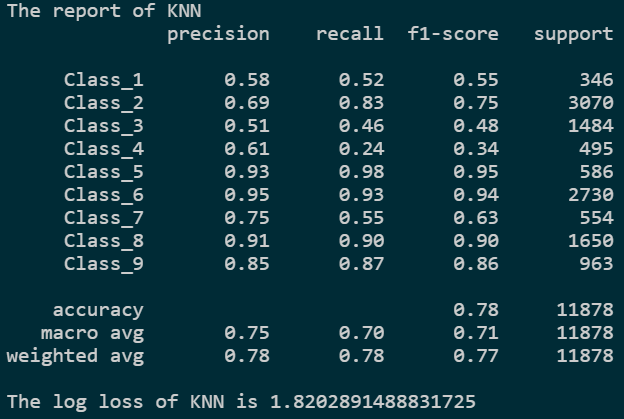 The report of KNN
precision recall f1-score support
Class_1 0.58 0.52 0.55 346
Class_2 0.69 0.83 0.75 3070
Class_3 0.51 0.46 0.48 1484
Class_4 0.61 0.24 0.34 495
Class_5 0.93 0.98 0.95 586
Class_6 0.95 0.93 0.94 2730
Class_7 0.75 0.55 0.63 554
Class_8 0.91 0.90 0.90 1650
Class_9 0.85 0.87 0.86 963
accuracy 0.78 11878
macro avg 0.75 0.70 0.71 11878
weighted avg 0.78 0.78 0.77 11878
The log loss of KNN is 1.8202891488831725